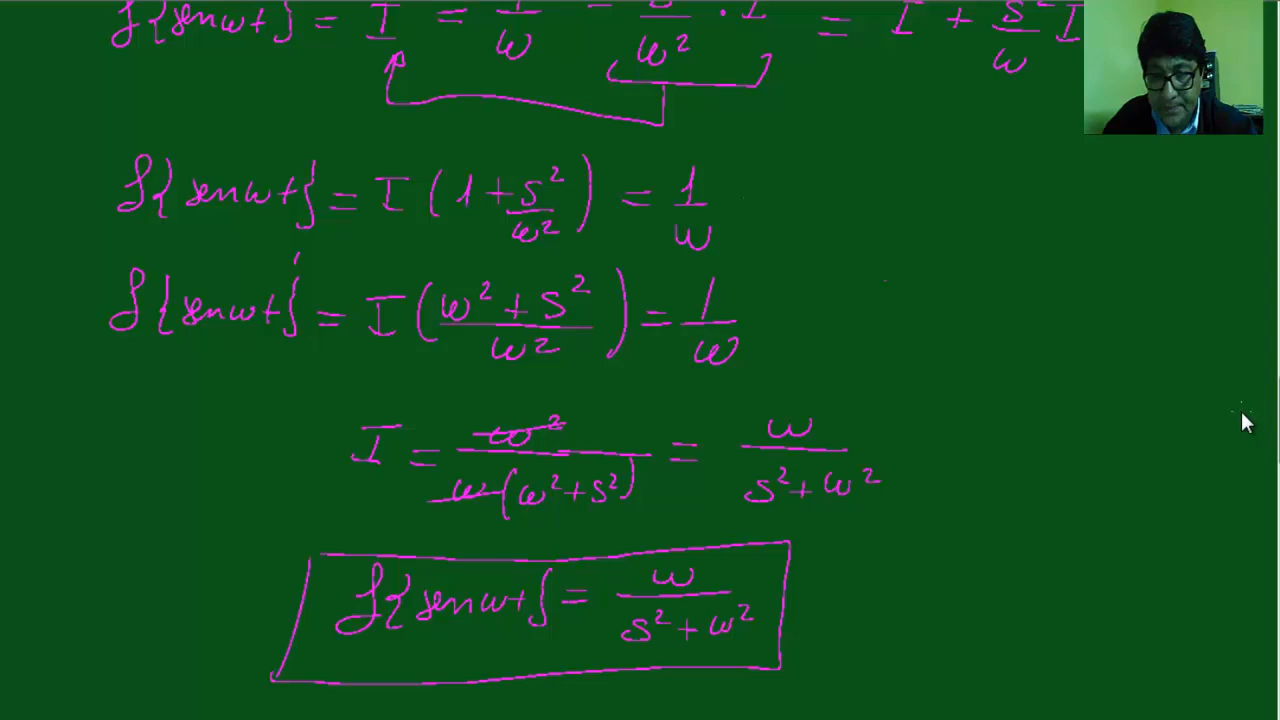 ℒ{senωt} = I = 1/ω - /ω² · I = I + s²/ω I
ℒ{senωt} = I (1 + s²/ω²) = 1/ω
ℒ{senωt} = I (ω² + s²/ω²) = 1/ω
I = ω²/ω(ω² + s²) = ω/s² + ω²
ℒ{senωt} = ω/s² + ω²